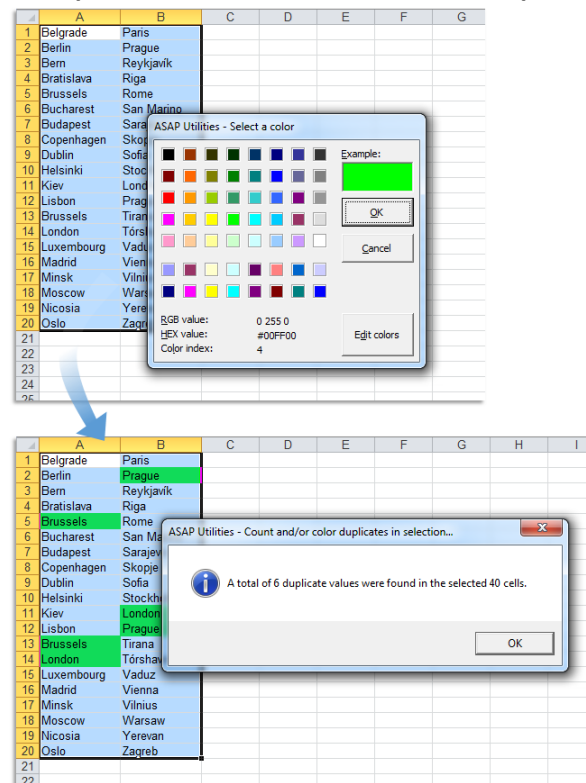 A B C D E F G
1 Belgrade Paris
2 Berlin Prague
3 Bern Reykjavík
4 Bratislava Riga
5 Brussels Rome
6 Bucharest San Marino
7 Budapest
8 Copenhagen
9 Dublin Sofia
10 Helsinki
11 Kiev
12 Lisbon
13 Brussels
14 London
15 Luxembourg
16 Madrid
17 Minsk
18 Moscow
19 Nicosia
20 Oslo
21
22
23
24
25
ASAP Utilities - Select a color
Example:
OK
Cancel
RGB value: 0 255 0
HEX value: #00FF00
Color index: 4
Edit colors
A B C D E F G H I
1 Belgrade Paris
2 Berlin Prague
3 Bern Reykjavík
4 Bratislava Riga
5 Brussels Rome
6 Bucharest San Ma
7 Budapest Sarajev
8 Copenhagen Skopje
9 Dublin Sofia
10 Helsinki Stockh
11 Kiev London
12 Lisbon Prague
13 Brussels Tirana
14 London Tórshav
15 Luxembourg Vaduz
16 Madrid Vienna
17 Minsk Vilnius
18 Moscow Warsaw
19 Nicosia Yerevan
20 Oslo Zagreb
21
22
ASAP Utilities - Count and/or color duplicates in selection...
A total of 6 duplicate values were found in the selected 40 cells.
OK